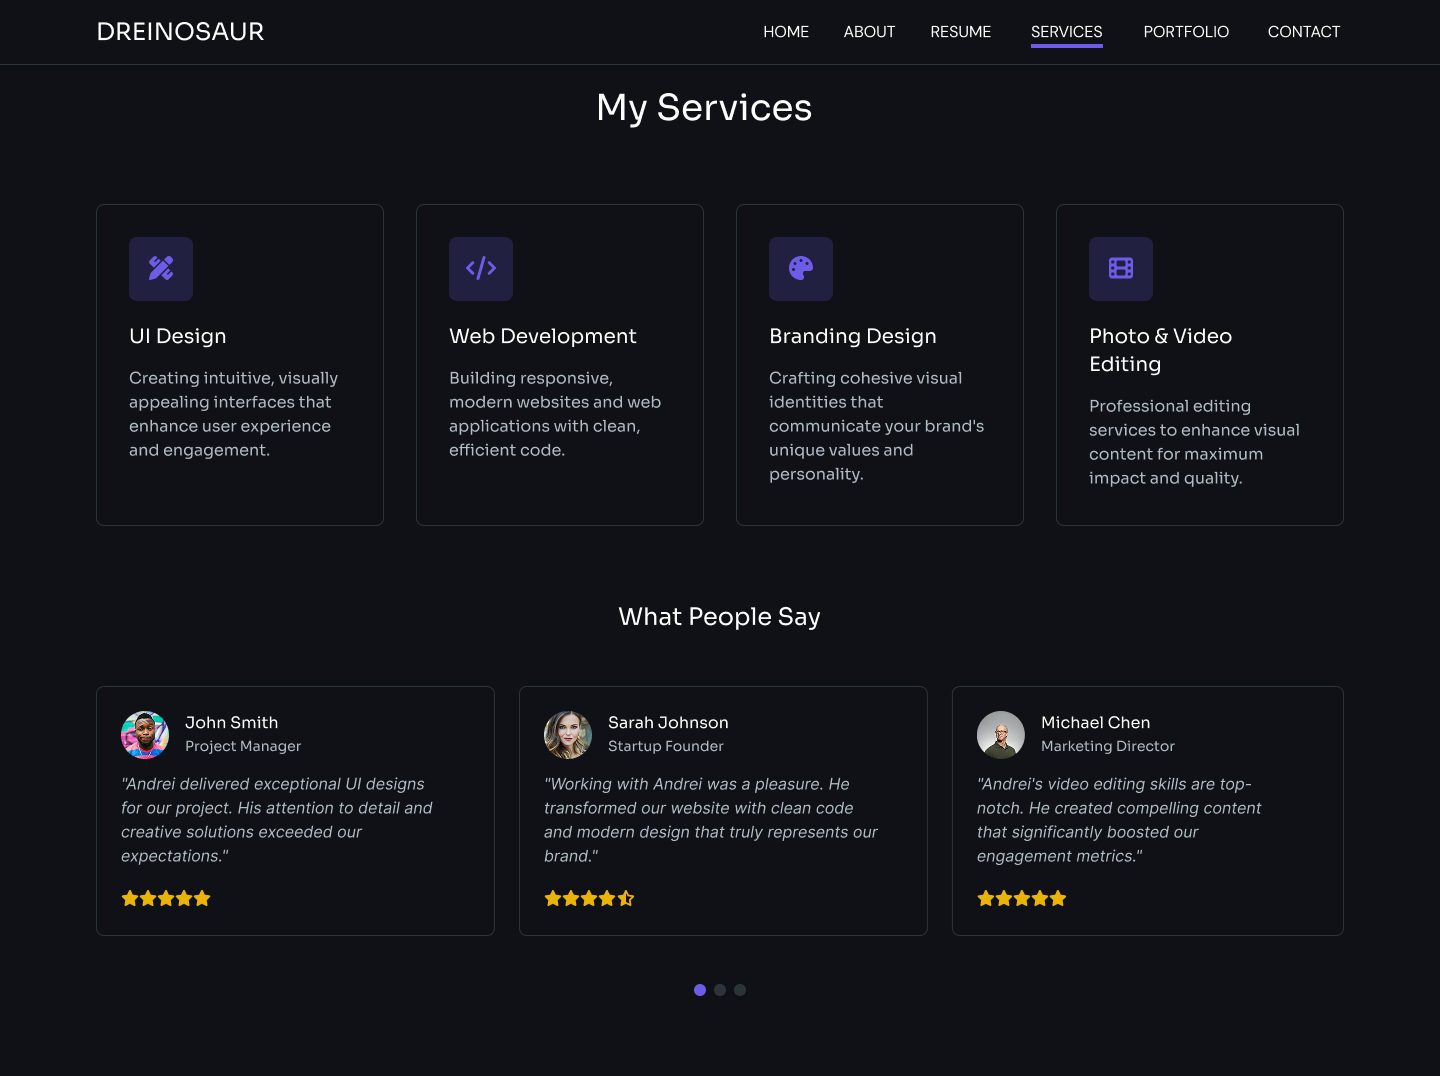 DREINOSAUR
HOME ABOUT RESUME SERVICES PORTFOLIO CONTACT
My Services
UI Design
Creating intuitive, visually
appealing interfaces that
enhance user experience
and engagement.
Web Development
Building responsive,
modern websites and web
applications with clean,
efficient code.
Branding Design
Crafting cohesive visual
identities that
communicate your brand's
unique values and
personality.
Photo & Video
Editing
Professional editing
services to enhance visual
content for maximum
impact and quality.
What People Say
John Smith
Project Manager
"Andrei delivered exceptional UI designs
for our project. His attention to detail and
creative solutions exceeded our
expectations."
Sarah Johnson
Startup Founder
"Working with Andrei was a pleasure. He
transformed our website with clean code
and modern design that truly represents our
brand."
Michael Chen
Marketing Director
"Andrei's video editing skills are top-
notch. He created compelling content
that significantly boosted our
engagement metrics."